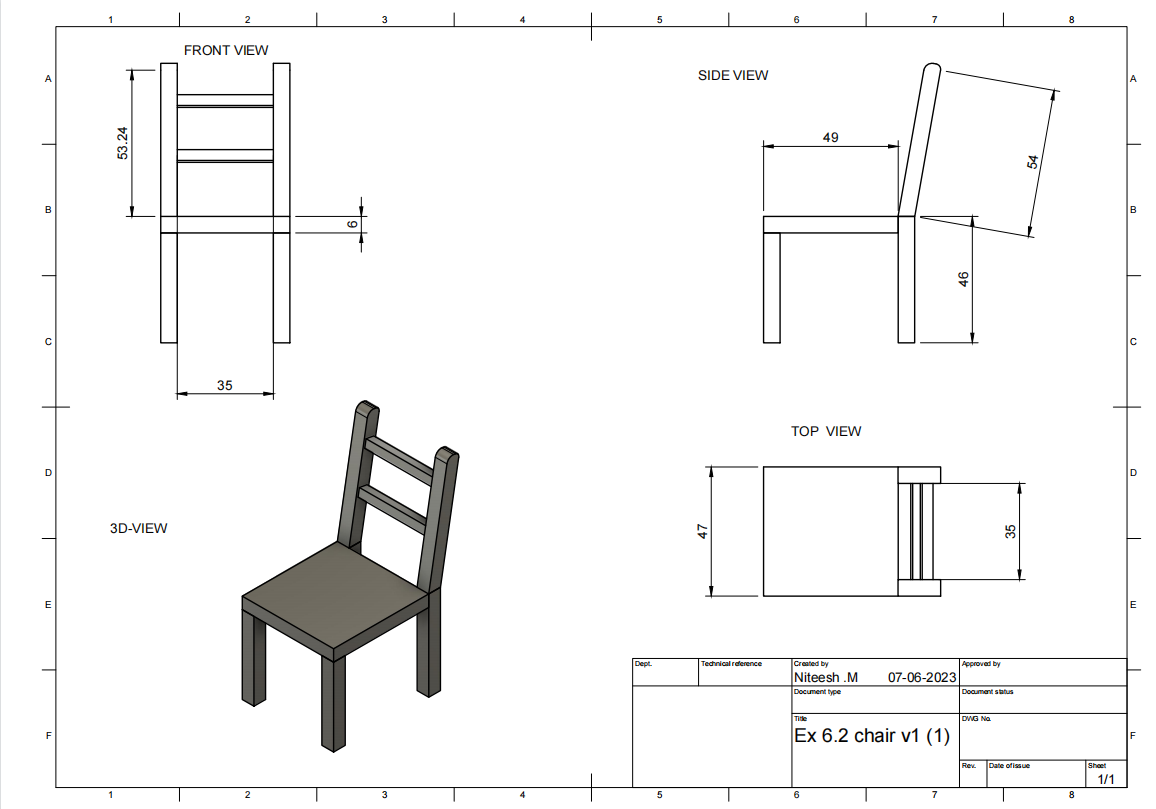 1 2 3 4 5 6 7 8
FRONT VIEW
SIDE VIEW
A A
53.24
49
54
B B
6
46
C C
35
TOP VIEW
D D
3D-VIEW
47
35
E E
Dept.
Technical reference
Created by
Approved by
Niteesh .M 07-06-2023
Document type
Document status
Title
DWG No.
Ex 6.2 chair v1 (1)
F F
Rev.
Date of issue
Sheet
1/1
1 2 3 4 5 6 7 8